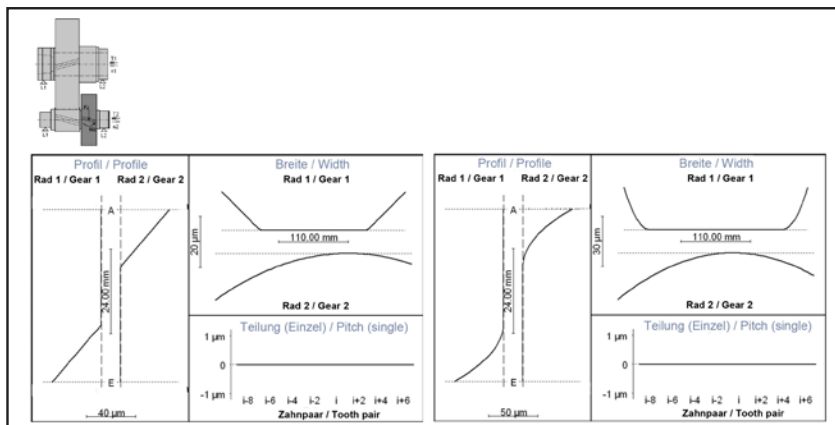 Profil / Profile
Rad 1 / Gear 1 Rad 2 / Gear 2
A
24.00 mm
E
40 µm
Breite / Width
Rad 1 / Gear 1
20 µm
110.00 mm
Rad 2 / Gear 2
Teilung (Einzel) / Pitch (single)
1 µm
0
-1 µm
i-8 i-6 i-4 i-2 i i+2 i+4 i+6
Zahnpaar / Tooth pair
Profil / Profile
Rad 1 / Gear 1 Rad 2 / Gear 2
A
24.00 mm
E
50 µm
Breite / Width
Rad 1 / Gear 1
30 µm
110.00 mm
Rad 2 / Gear 2
Teilung (Einzel) / Pitch (single)
1 µm
0
-1 µm
i-8 i-6 i-4 i-2 i i+2 i+4 i+6
Zahnpaar / Tooth pair